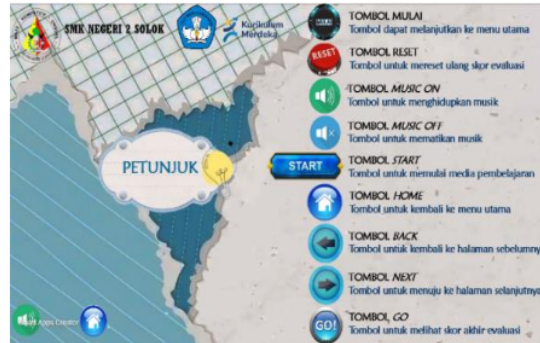 SMK NEGERI 2 SOLOK
Kurikulum
Merdeka
PETUNJUK
TOMBOL MULAI
Tombol dapat melanjutkan ke menu utama
RESET
TOMBOL RESET
Tombol untuk mereset ulang skor evaluasi
TOMBOL MUSIC ON
Tombol untuk menghidupkan musik
TOMBOL MUSIC OFF
Tombol untuk mematikan musik
START
TOMBOL START
Tombol untuk memulai media pembelajaran
TOMBOL HOME
Tombol untuk kembali ke menu utama
TOMBOL BACK
Tombol untuk kembali ke halaman sebelumny
TOMBOL NEXT
Tombol untuk menuju ke halaman selanjutnya
GO!
TOMBOL GO
Tombol untuk melihat skor akhir evaluasi
Apps Creator